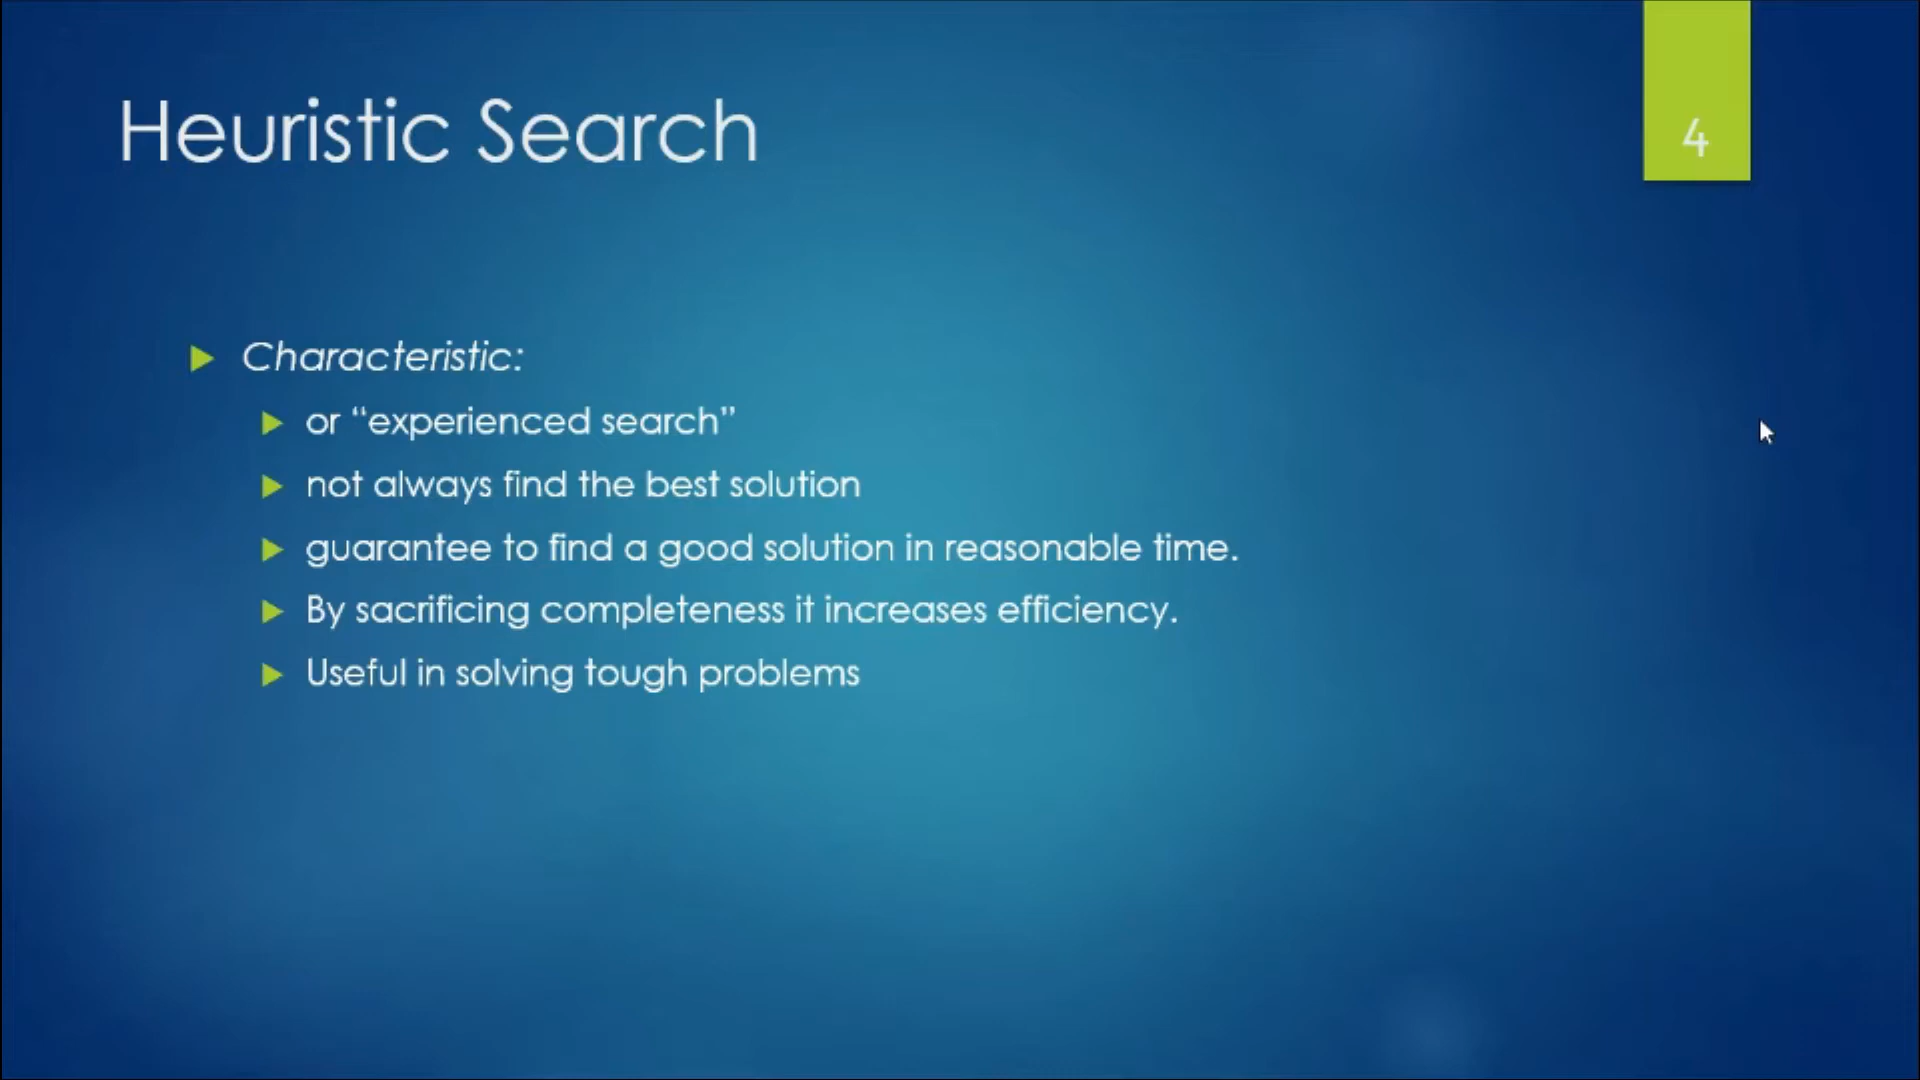 Heuristic Search
4
Characteristic:
or “experienced search”
not always find the best solution
guarantee to find a good solution in reasonable time.
By sacrificing completeness it increases efficiency.
Useful in solving tough problems